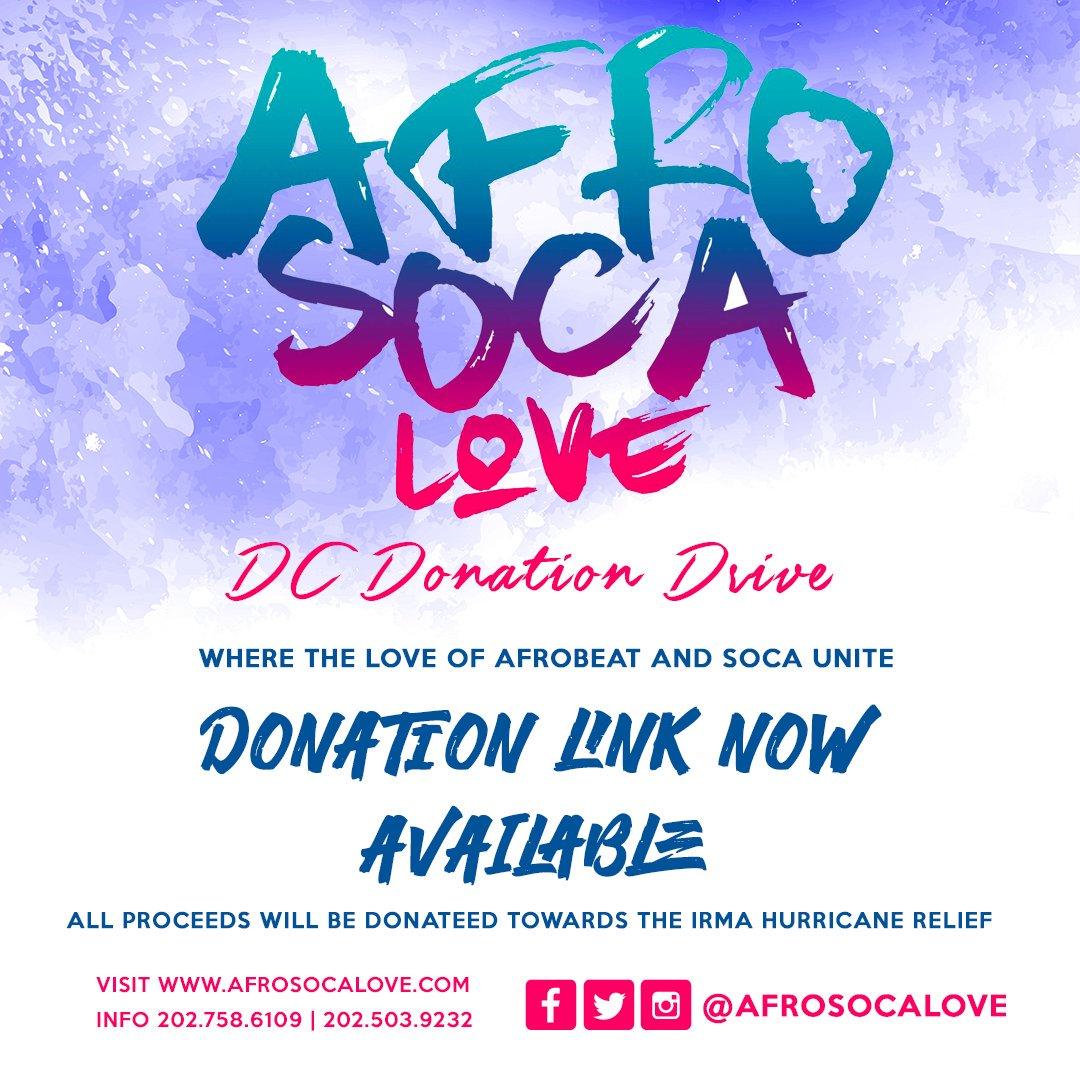 AFRO
SOCA
LOVE
DC Donation Drive
WHERE THE LOVE OF AFROBEAT AND SOCA UNITE
DONATION LINK NOW
AVAILABLE
ALL PROCEEDS WILL BE DONATEED TOWARDS THE IRMA HURRICANE RELIEF
VISIT WWW.AFROSOCALOVE.COM
INFO 202.758.6109 | 202.503.9232
@AFROSOCALOVE